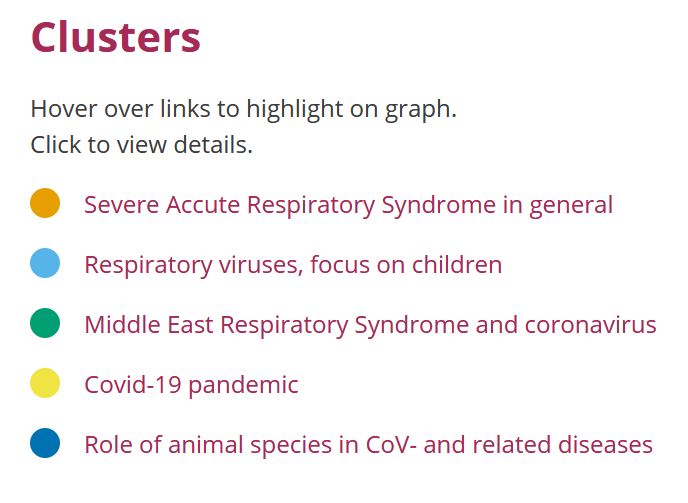 Clusters
Hover over links to highlight on graph.
Click to view details.
Severe Accute Respiratory Syndrome in general
Respiratory viruses, focus on children
Middle East Respiratory Syndrome and coronavirus
Covid-19 pandemic
Role of animal species in CoV- and related diseases